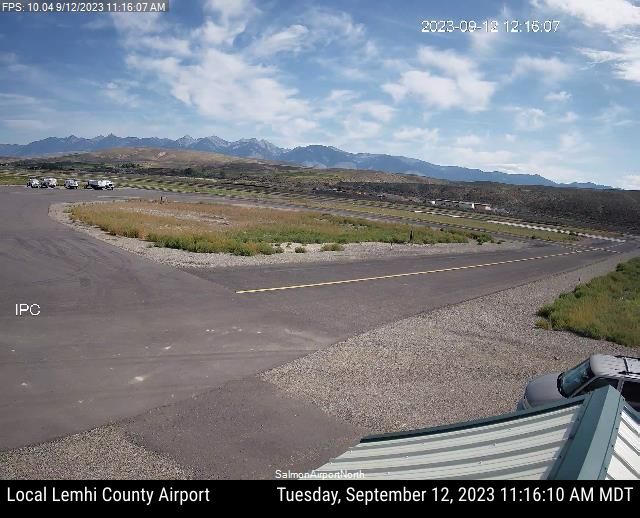 FPS: 10.04 9/12/2023 11:16:07 AM
2023-09-12 12:16:07
IPC
SalmonAirportNorth
Local Lemhi County Airport Tuesday, September 12, 2023 11:16:10 AM MDT